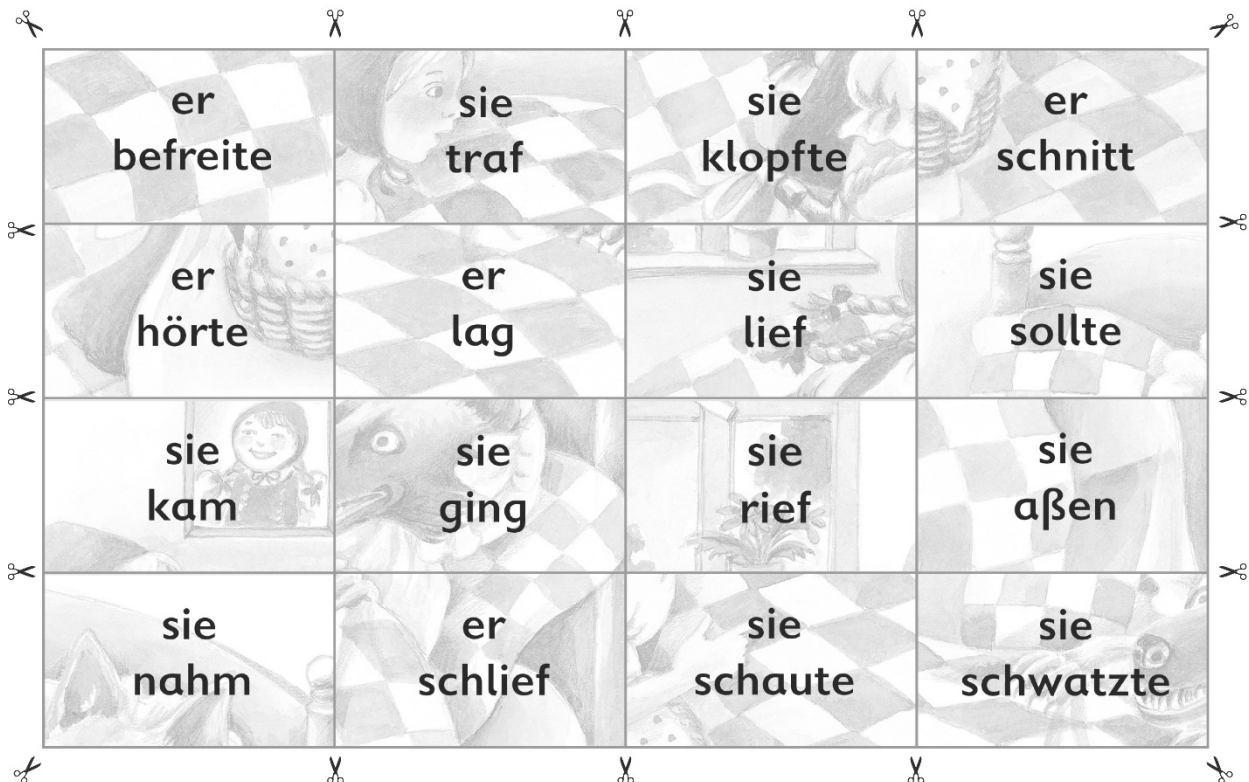 er
befreite
sie
traf
sie
klopfte
er
schnitt
er
hörte
er
lag
sie
lief
sie
sollte
sie
kam
sie
ging
sie
rief
sie
aßen
sie
nahm
er
schlief
sie
schaute
sie
schwatzte